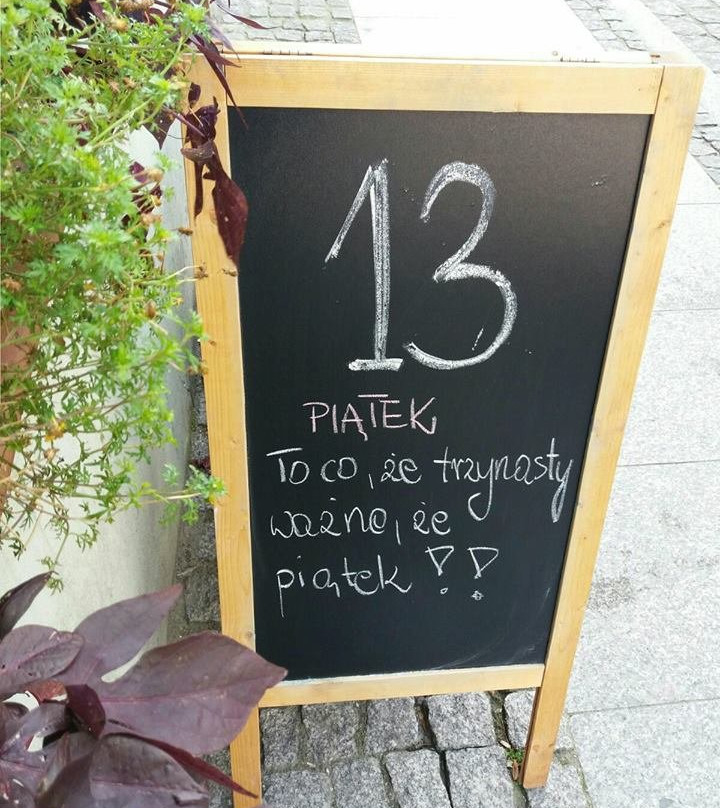 13
PIĄTEK
To co, że trzynasty
ważne, że
piątek !!